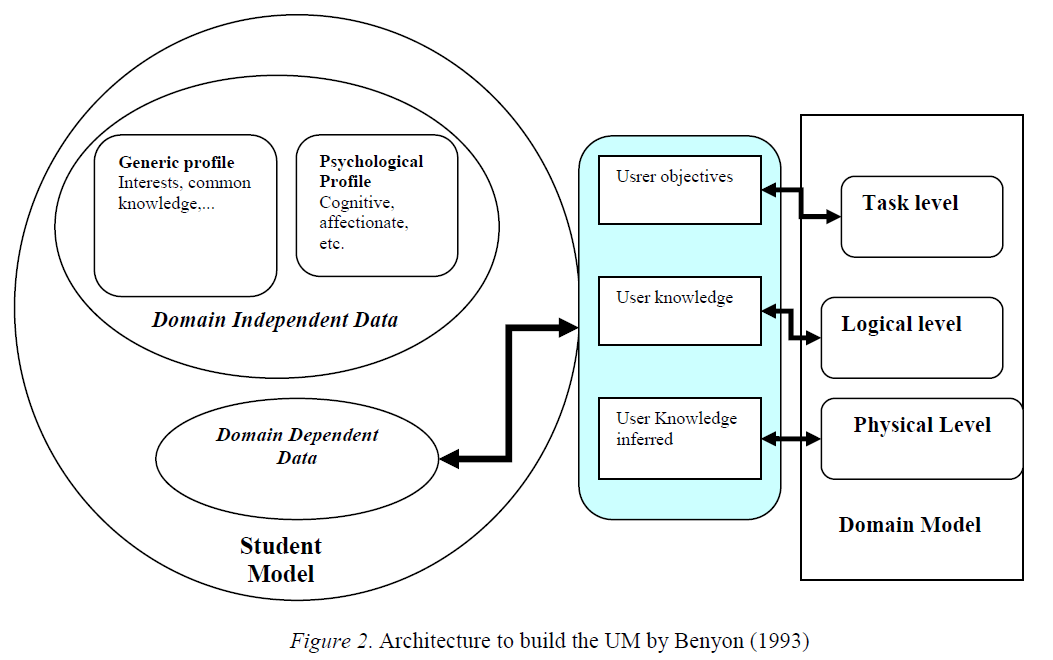 Generic profile
Interests, common
knowledge,...
Psychological
Profile
Cognitive,
affectionate,
etc.
Domain Independent Data
Domain Dependent
Data
Student
Model
Usrer objectives
User knowledge
User Knowledge
inferred
Task level
Logical level
Physical Level
Domain Model
Figure 2. Architecture to build the UM by Benyon (1993)